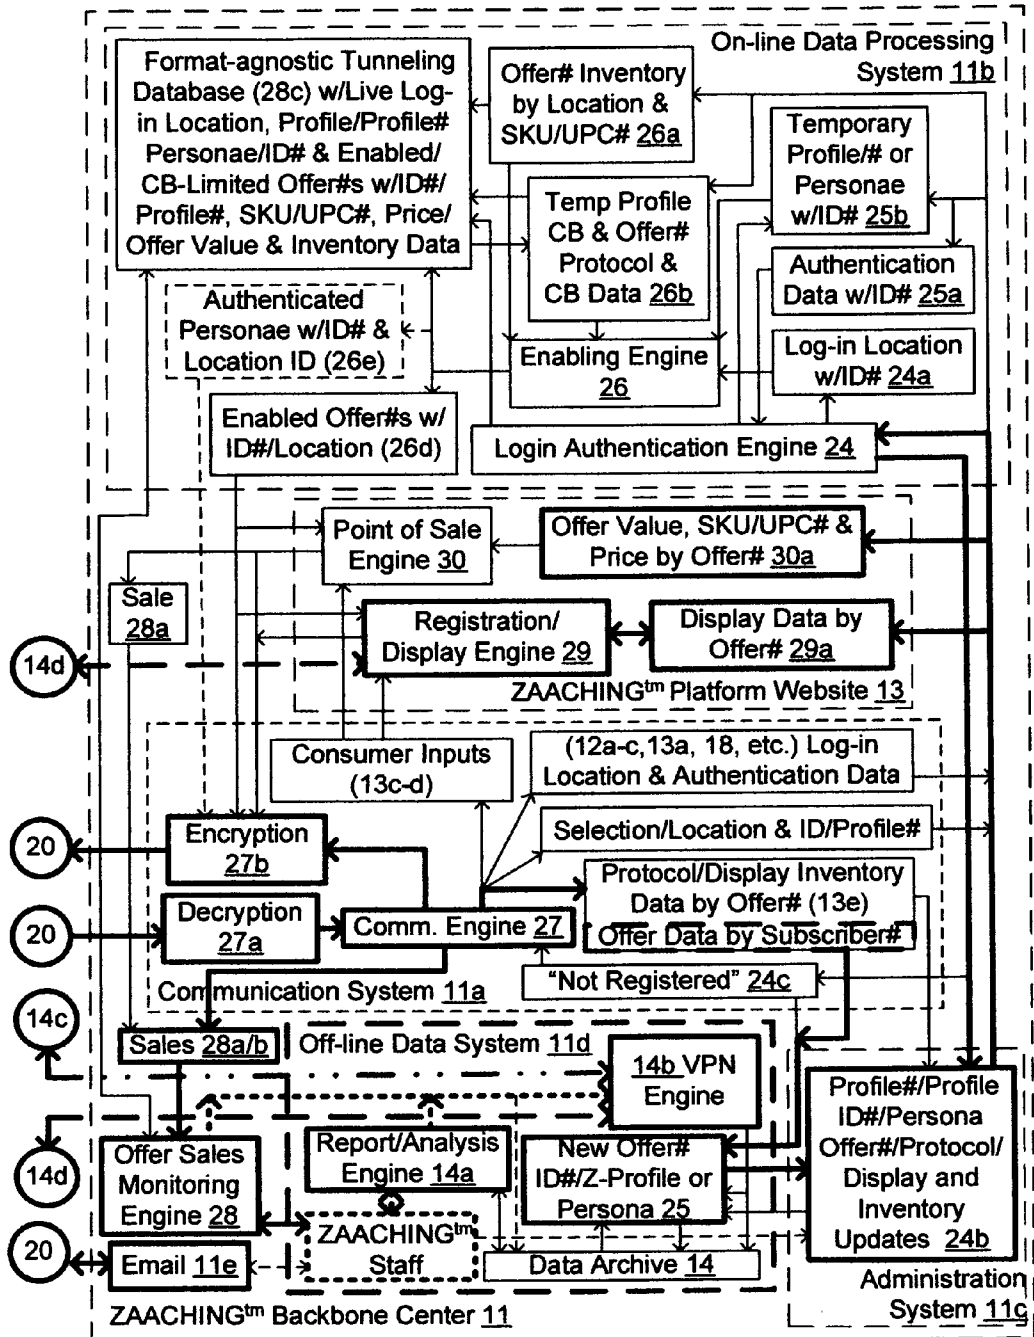 On-line Data Processing
System 11b
Format-agnostic Tunneling
Database (28c) w/Live Log-
in Location, Profile/Profile#
Personae/ID# & Enabled/
CB-Limited Offer#s w/ID#/
Profile#, SKU/UPC#, Price/
Offer Value & Inventory Data
Offer# Inventory
by Location &
SKU/UPC# 26a
Temporary
Profile/# or
Personae
w/ID# 25b
Temp Profile
CB & Offer#
Protocol &
CB Data 26b
Authentication
Data w/ID# 25a
Authenticated
Personae w/ID# &
Location ID (26e)
Enabling Engine
26
Log-in Location
w/ID# 24a
Enabled Offer#s w/
ID#/Location (26d)
Login Authentication Engine 24
Point of Sale
Engine 30
Offer Value, SKU/UPC# &
Price by Offer# 30a
Sale
28a
Registration/
Display Engine 29
Display Data by
Offer# 29a
14d
ZAACHINGtm Platform Website 13
Consumer Inputs
(13c-d)
(12a-c,13a, 18, etc.) Log-in
Location & Authentication Data
Selection/Location & ID/Profile#
20
Encryption
27b
Protocol/Display Inventory
Data by Offer# (13e)
Offer Data by Subscriber#
20
Decryption
27a
Comm. Engine 27
"Not Registered" 24c
Communication System 11a
14c
Sales 28a/b
Off-line Data System 11d
14b VPN
Engine
Profile#/Profile
ID#/Persona
Offer#/Protocol/
Display and
Inventory
Updates 24b
14d
Offer Sales
Monitoring
Engine 28
Report/Analysis
Engine 14a
New Offer#
ID#/Z-Profile or
Persona 25
ZAACHINGtm
Staff
20
Email 11e
Data Archive 14
Administration
System 11c
ZAACHINGtm Backbone Center 11